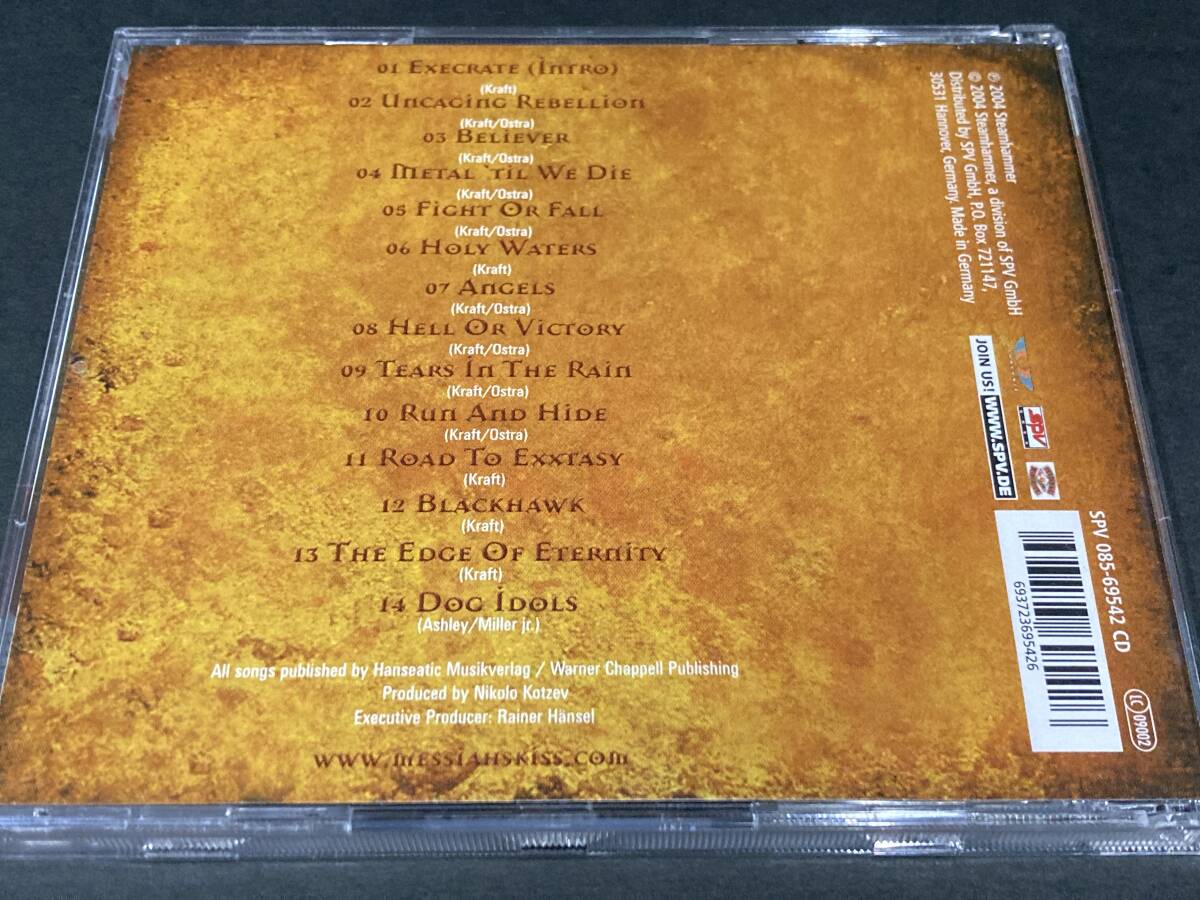 01 Execrate (Intro)
(Kraft)
02 Uncaging Rebellion
(Kraft/Ostra)
03 Believer
(Kraft/Ostra)
04 Metal 'til We Die
(Kraft/Ostra)
05 Fight Or Fall
(Kraft/Ostra)
06 Holy Waters
(Kraft)
07 Angels
(Kraft/Ostra)
08 Hell Or Victory
(Kraft/Ostra)
09 Tears In The Rain
(Kraft/Ostra)
10 Run And Hide
(Kraft/Ostra)
11 Road To Exxtasy
(Kraft)
12 Blackhawk
(Kraft)
13 The Edge Of Eternity
(Kraft)
14 Dog Idols
(Ashley/Miller jr.)
All songs published by Hanseatic Musikverlag / Warner Chappell Publishing
Produced by Nikolo Kotzev
Executive Producer: Rainer Hänsel
www.messiahskiss.com
℗ 2004 Steamhammer
© 2004 Steamhammer, a division of SPV GmbH
Distributed by SPV GmbH, P.O. Box 721147,
30531 Hannover, Germany. Made in Germany
JOIN US! WWW.SPV.DE
SPV
SPV 085-69542 CD
693723695426
LC 09002